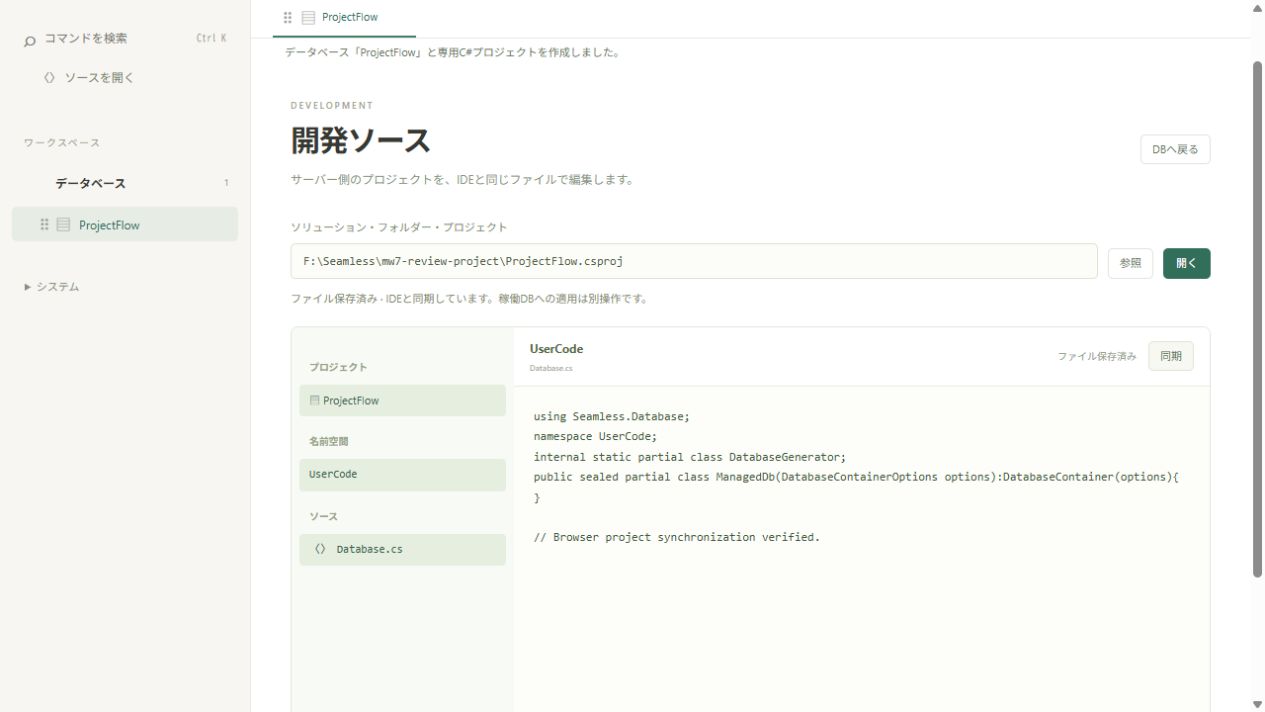 コマンドを検索 Ctrl K
ソースを開く
ワークスペース
データベース 1
ProjectFlow
システム
ProjectFlow
データベース「ProjectFlow」と専用C#プロジェクトを作成しました。
DEVELOPMENT
開発ソース
DBへ戻る
サーバー側のプロジェクトを、IDEと同じファイルで編集します。
ソリューション・フォルダー・プロジェクト
F:\Seamless\mw7-review-project\ProjectFlow.csproj
参照
開く
ファイル保存済み · IDEと同期しています。稼働DBへの適用は別操作です。
プロジェクト
ProjectFlow
名前空間
UserCode
ソース
Database.cs
UserCode
Database.cs
ファイル保存済み
同期
using Seamless.Database;
namespace UserCode;
internal static partial class DatabaseGenerator;
public sealed partial class ManagedDb(DatabaseContainerOptions options):DatabaseContainer(options){
}
// Browser project synchronization verified.